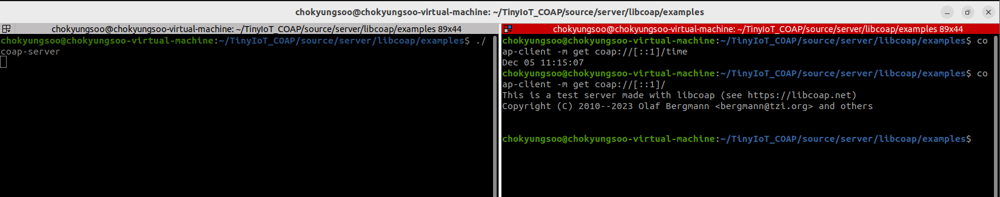 chokyungsoo@chokyungsoo-virtual-machine: ~/TinyIoT_COAP/source/server/libcoap/examples
chokyungsoo@chokyungsoo-virtual-machine: ~/TinyIoT_COAP/source/server/libcoap/examples 89x44
chokyungsoo@chokyungsoo-virtual-machine:~/TinyIoT_COAP/source/server/libcoap/examples$ ./
coap-server
chokyungsoo@chokyungsoo-virtual-machine: ~/TinyIoT_COAP/source/server/libcoap/examples 89x44
chokyungsoo@chokyungsoo-virtual-machine:~/TinyIoT_COAP/source/server/libcoap/examples$ co
ap-client -m get coap://[::1]/time
Dec 05 11:15:07
chokyungsoo@chokyungsoo-virtual-machine:~/TinyIoT_COAP/source/server/libcoap/examples$ co
ap-client -m get coap://[::1]/
This is a test server made with libcoap (see https://libcoap.net)
Copyright (C) 2010--2023 Olaf Bergmann <bergmann@tzi.org> and others
chokyungsoo@chokyungsoo-virtual-machine:~/TinyIoT_COAP/source/server/libcoap/examples$